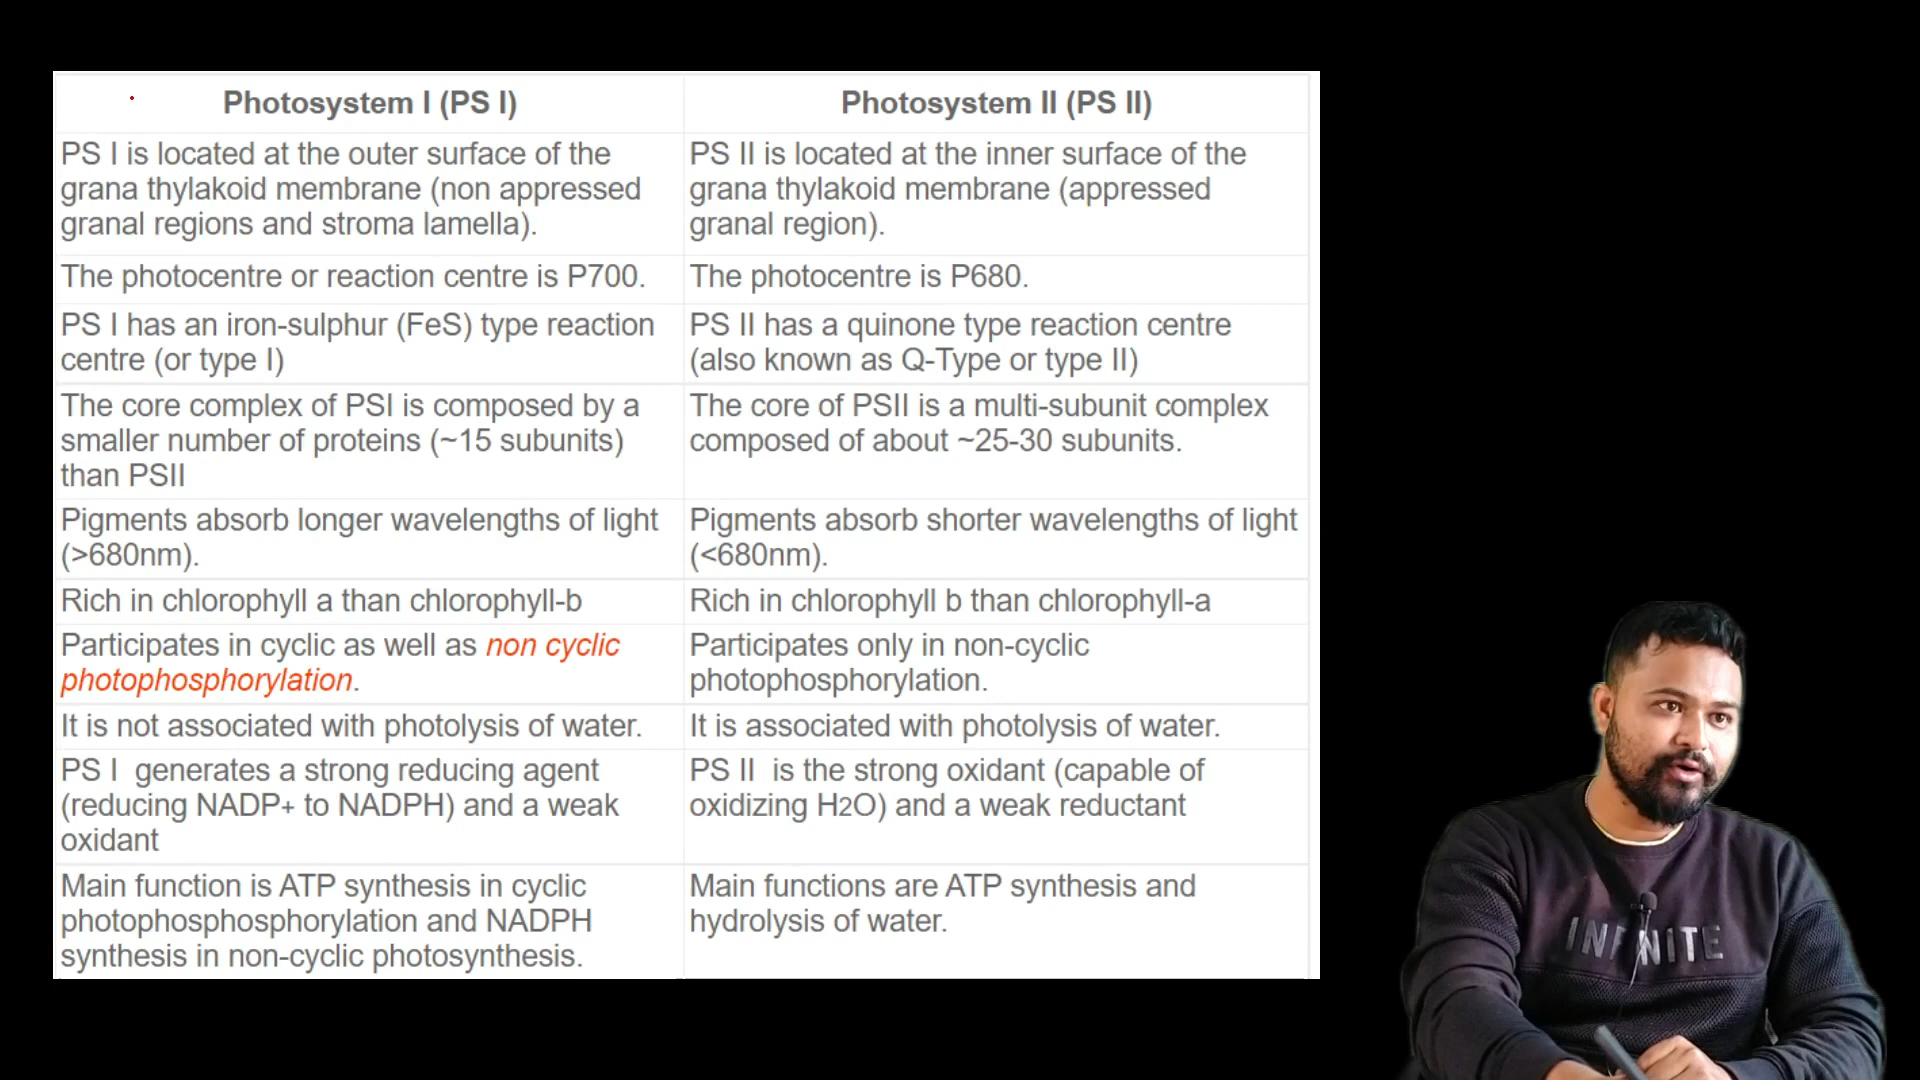 Photosystem I (PS I)
Photosystem II (PS II)
PS I is located at the outer surface of the
grana thylakoid membrane (non appressed
granal regions and stroma lamella).
PS II is located at the inner surface of the
grana thylakoid membrane (appressed
granal region).
The photocentre or reaction centre is P700.
The photocentre is P680.
PS I has an iron-sulphur (FeS) type reaction
centre (or type I)
PS II has a quinone type reaction centre
(also known as Q-Type or type II)
The core complex of PSI is composed by a
smaller number of proteins (~15 subunits)
than PSII
The core of PSII is a multi-subunit complex
composed of about ~25-30 subunits.
Pigments absorb longer wavelengths of light
(>680nm).
Pigments absorb shorter wavelengths of light
(<680nm).
Rich in chlorophyll a than chlorophyll-b
Rich in chlorophyll b than chlorophyll-a
Participates in cyclic as well as non cyclic
photophosphorylation.
Participates only in non-cyclic
photophosphorylation.
It is not associated with photolysis of water.
It is associated with photolysis of water.
PS I  generates a strong reducing agent
(reducing NADP+ to NADPH) and a weak
oxidant
PS II  is the strong oxidant (capable of
oxidizing H2O) and a weak reductant
Main function is ATP synthesis in cyclic
photophosphosphorylation and NADPH
synthesis in non-cyclic photosynthesis.
Main functions are ATP synthesis and
hydrolysis of water.
INFINITE